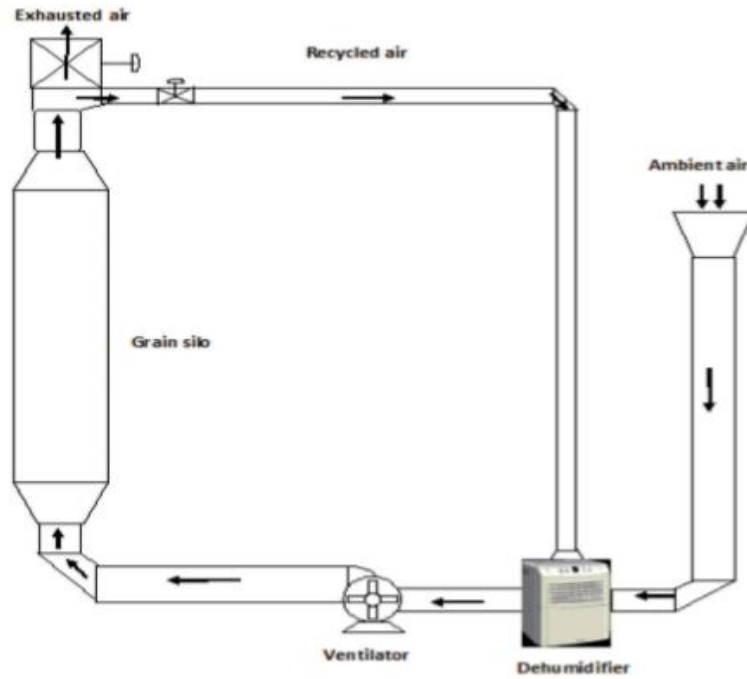 Exhausted air
Recycled air
Ambient air
Grain silo
Ventilator
Dehumidifier